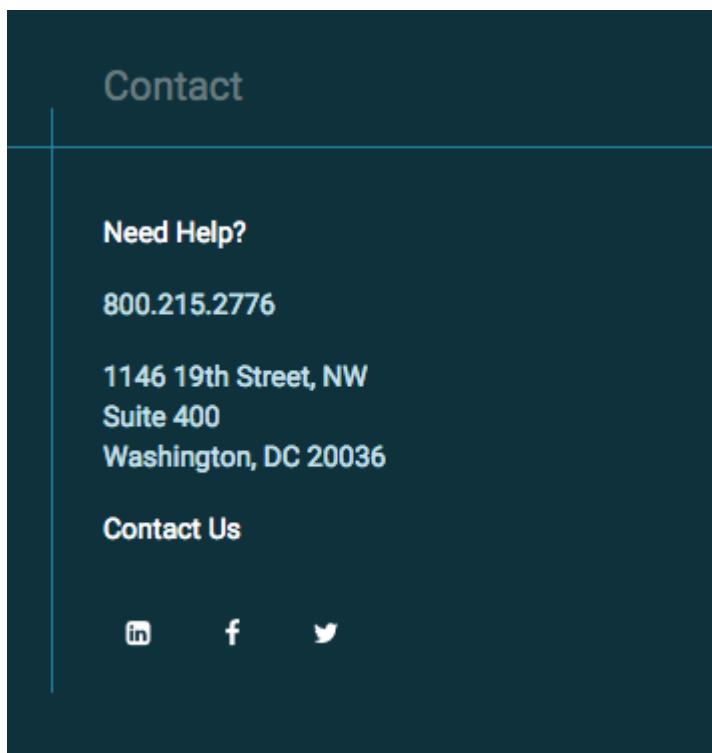 Contact
Need Help?
800.215.2776
1146 19th Street, NW
Suite 400
Washington, DC 20036
Contact Us